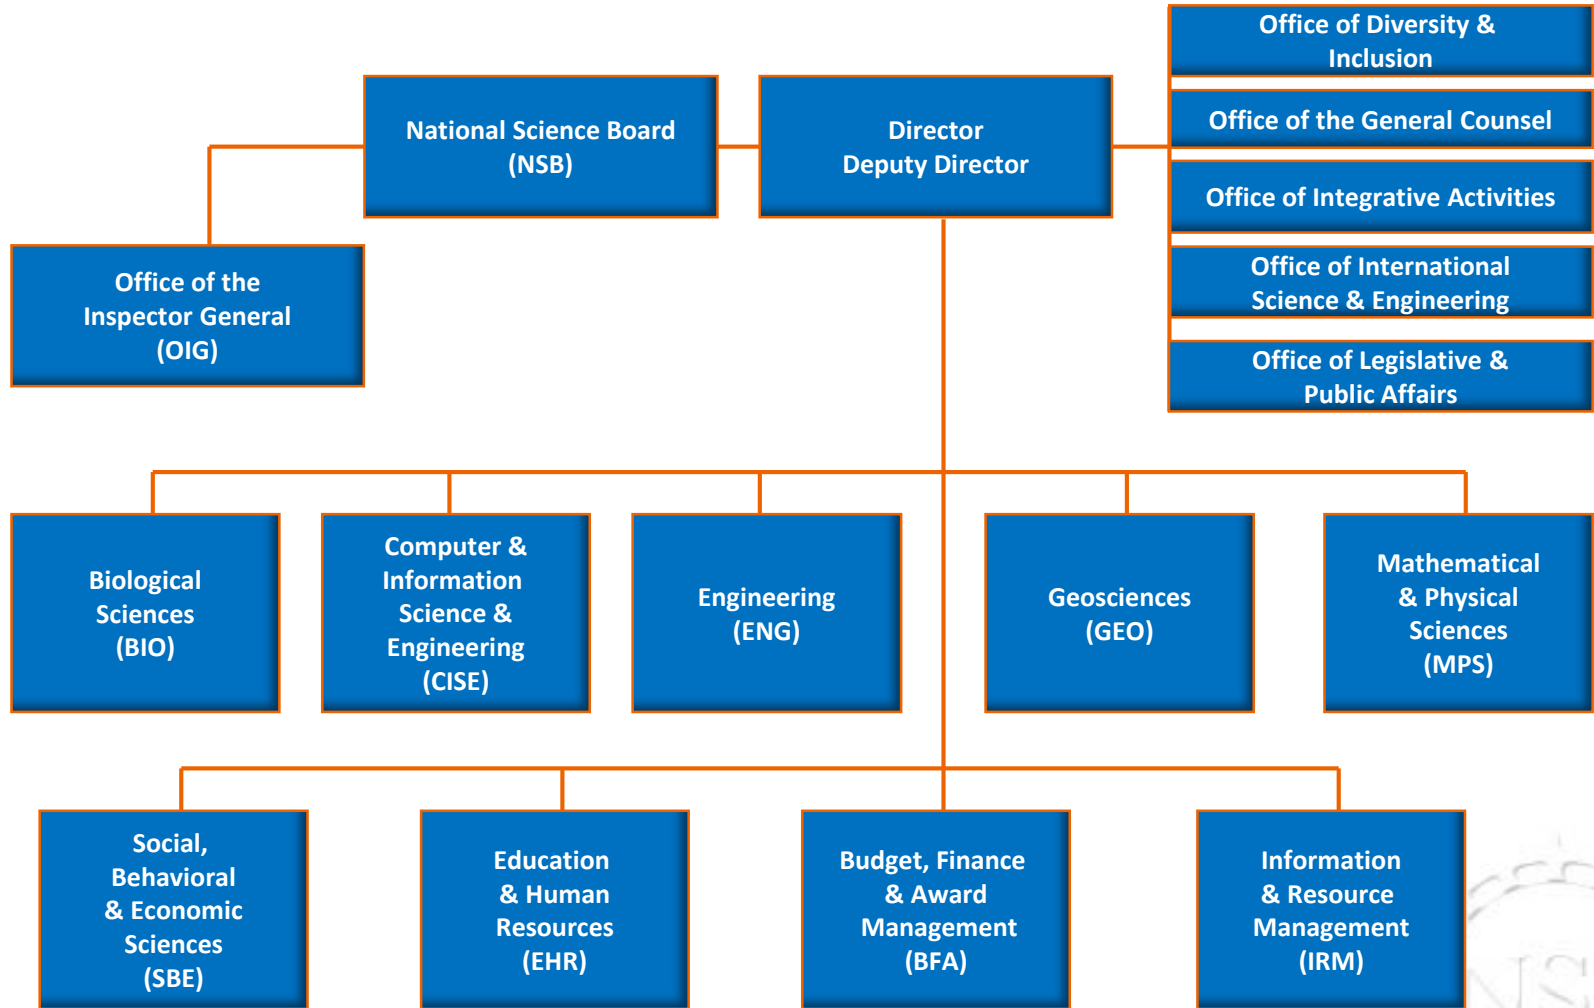 Office of Diversity &
Inclusion
National Science Board
(NSB)
Director
Deputy Director
Office of the General Counsel
Office of Integrative Activities
Office of the
Inspector General
(OIG)
Office of International
Science & Engineering
Office of Legislative &
Public Affairs
Biological
Sciences
(BIO)
Computer &
Information
Science &
Engineering
(CISE)
Engineering
(ENG)
Geosciences
(GEO)
Mathematical
& Physical
Sciences
(MPS)
Social,
Behavioral
& Economic
Sciences
(SBE)
Education
& Human
Resources
(EHR)
Budget, Finance
& Award
Management
(BFA)
Information
& Resource
Management
(IRM)